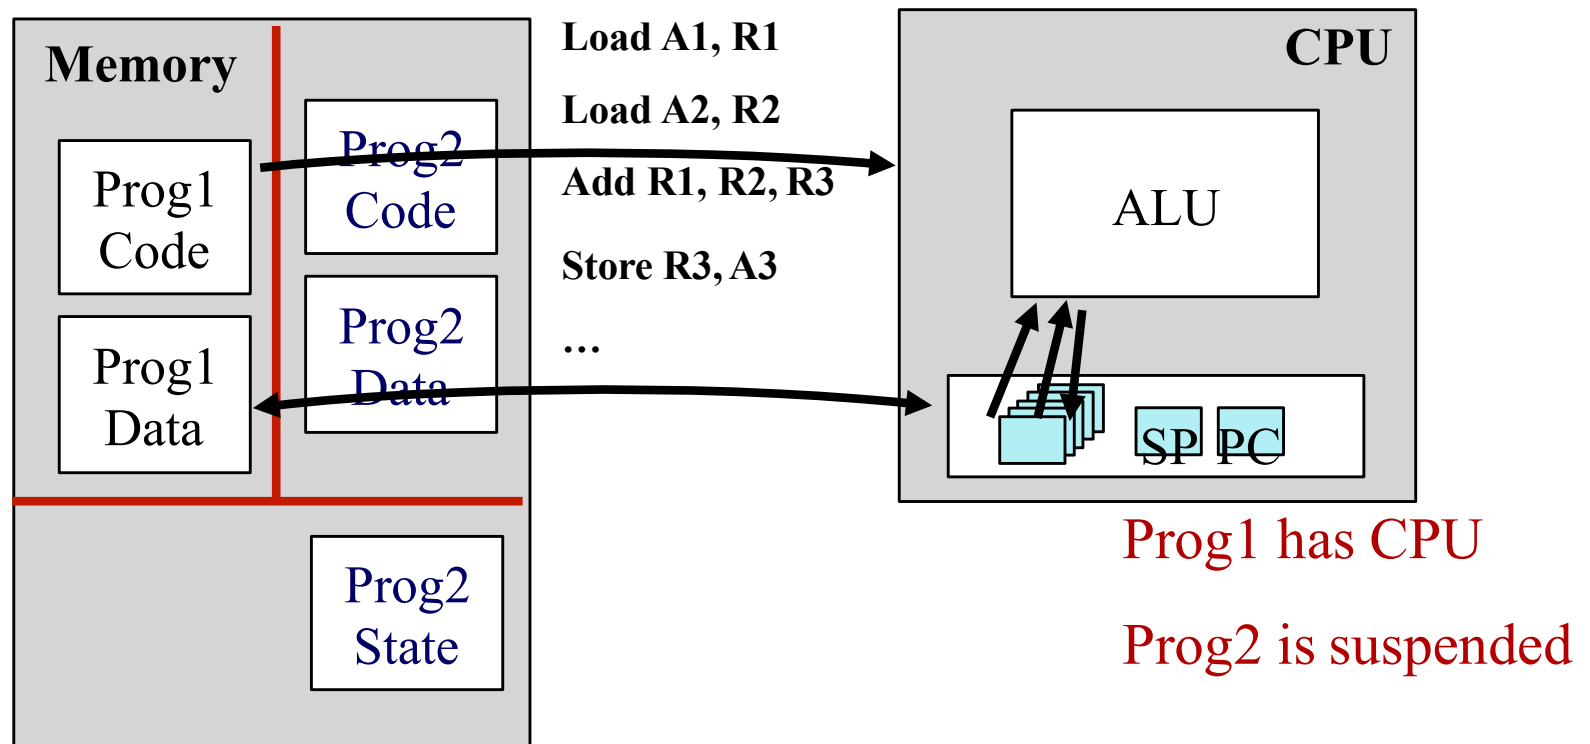 Memory
Prog1
Code
Prog1
Data
Prog2
Code
Prog2
Data
Prog2
State
Load A1, R1
Load A2, R2
Add R1, R2, R3
Store R3, A3
…
CPU
ALU
SP PC
Prog1 has CPU
Prog2 is suspended